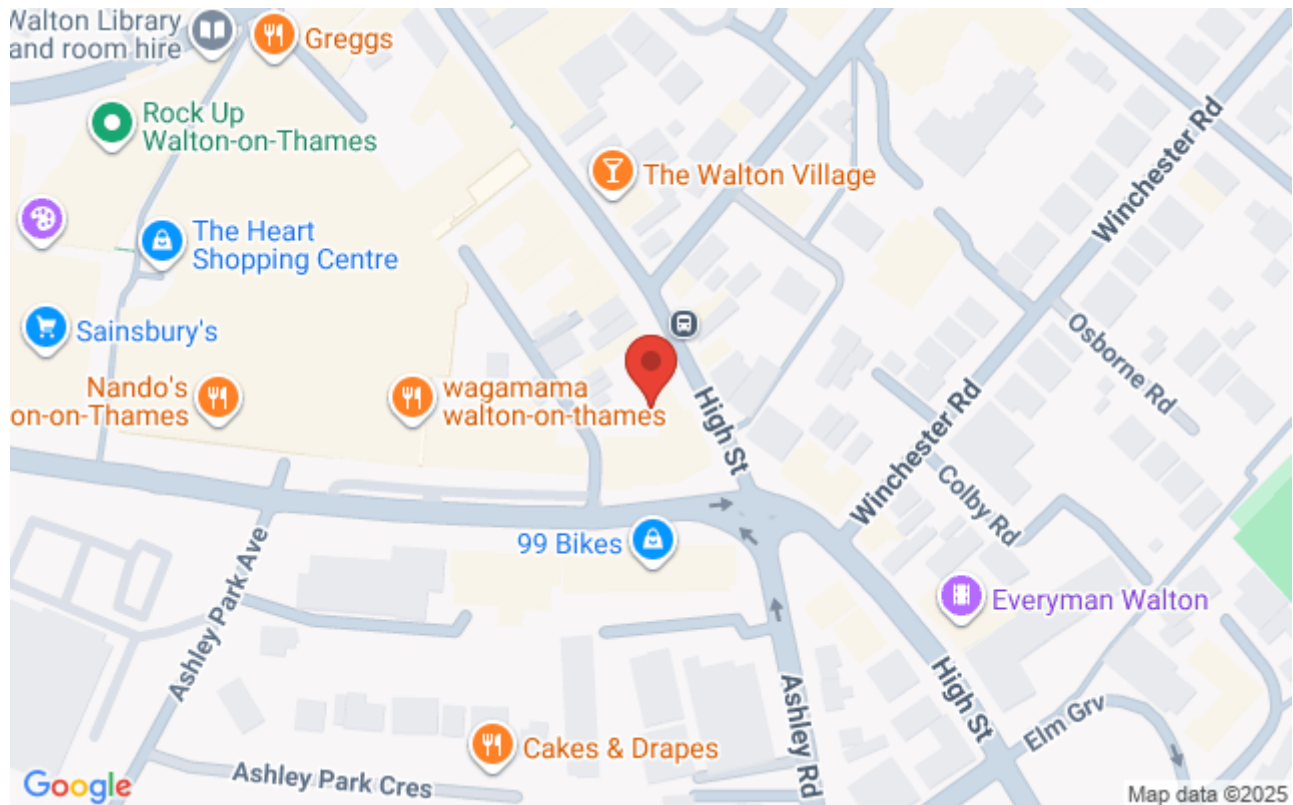 Walton Library
and room hire
Greggs
Rock Up
Walton-on-Thames
The Walton Village
The Heart
Shopping Centre
Winchester Rd
Sainsbury's
Osborne Rd
Nando's
on-on-Thames
wagamama
walton-on-thames
High St
Winchester Rd
Colby Rd
99 Bikes
Ashley Park Ave
Everyman Walton
High St
Elm Grv
Ashley Rd
Cakes & Drapes
Ashley Park Cres
Google
Map data ©2025